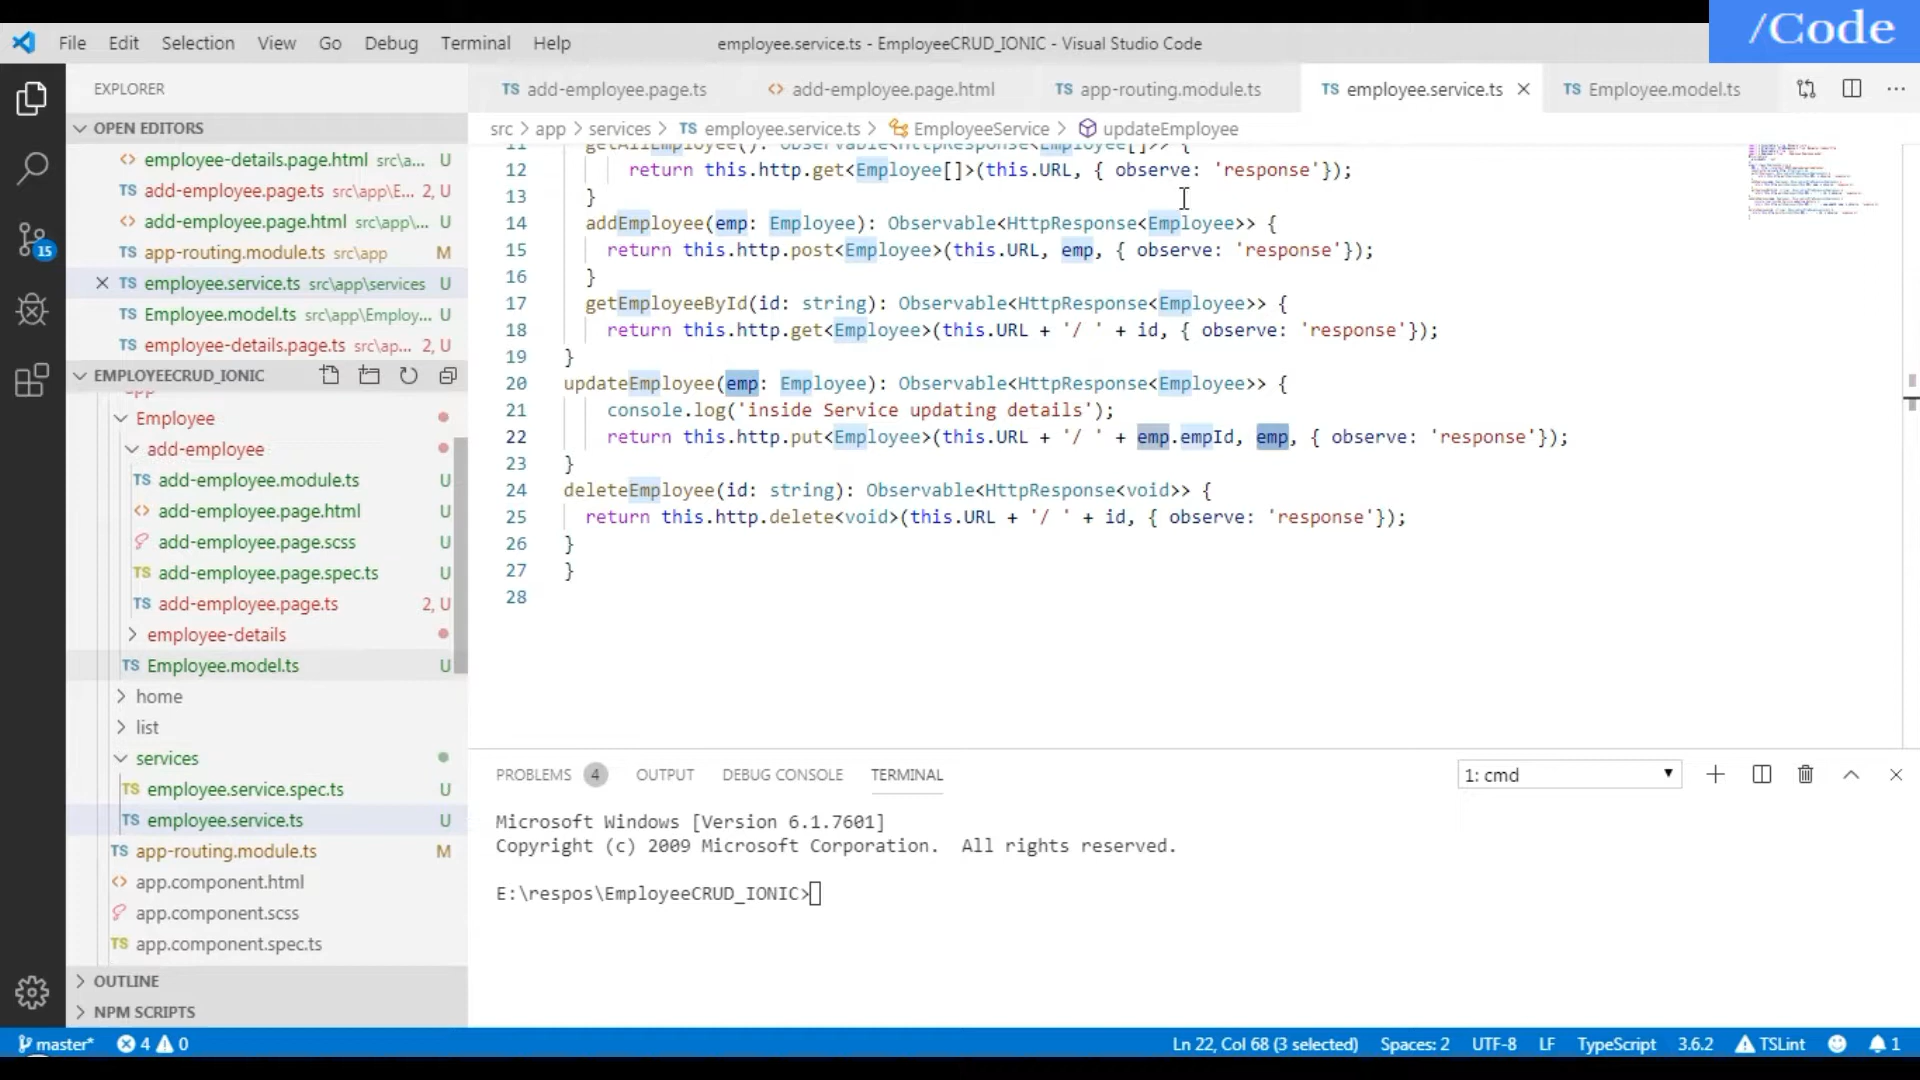 /Code
File Edit Selection View Go Debug Terminal Help
employee.service.ts - EmployeeCRUD_IONIC - Visual Studio Code
EXPLORER
OPEN EDITORS
employee-details.page.html src\a... U
add-employee.page.ts src\app\E... 2, U
add-employee.page.html src\app\... U
app-routing.module.ts src\app M
employee.service.ts src\app\services U
Employee.model.ts src\app\Employ... U
employee-details.page.ts src\ap... 2, U
EMPLOYEECRUD_IONIC
app
Employee
add-employee
TS add-employee.module.ts U
<> add-employee.page.html U
add-employee.page.scss U
TS add-employee.page.spec.ts U
TS add-employee.page.ts 2, U
employee-details
TS Employee.model.ts U
home
list
services
TS employee.service.spec.ts U
TS employee.service.ts U
TS app-routing.module.ts M
<> app.component.html
app.component.scss
TS app.component.spec.ts
OUTLINE
NPM SCRIPTS
TS add-employee.page.ts <> add-employee.page.html TS app-routing.module.ts TS employee.service.ts TS Employee.model.ts
src > app > services > TS employee.service.ts > EmployeeService > updateEmployee
11 getAllEmployee(): Observable<HttpResponse<Employee[]>> {
12 return this.http.get<Employee[]>(this.URL, { observe: 'response'});
13 }
14 addEmployee(emp: Employee): Observable<HttpResponse<Employee>> {
15 return this.http.post<Employee>(this.URL, emp, { observe: 'response'});
16 }
17 getEmployeeById(id: string): Observable<HttpResponse<Employee>> {
18 return this.http.get<Employee>(this.URL + '/ ' + id, { observe: 'response'});
19 }
20 updateEmployee(emp: Employee): Observable<HttpResponse<Employee>> {
21 console.log('inside Service updating details');
22 return this.http.put<Employee>(this.URL + '/ ' + emp.empId, emp, { observe: 'response'});
23 }
24 deleteEmployee(id: string): Observable<HttpResponse<void>> {
25 return this.http.delete<void>(this.URL + '/ ' + id, { observe: 'response'});
26 }
27 }
28
PROBLEMS 4 OUTPUT DEBUG CONSOLE TERMINAL 1: cmd
Microsoft Windows [Version 6.1.7601]
Copyright (c) 2009 Microsoft Corporation. All rights reserved.
E:\respos\EmployeeCRUD_IONIC>
15
master* 4 0 Ln 22, Col 68 (3 selected) Spaces: 2 UTF-8 LF TypeScript 3.6.2 TSLint 1